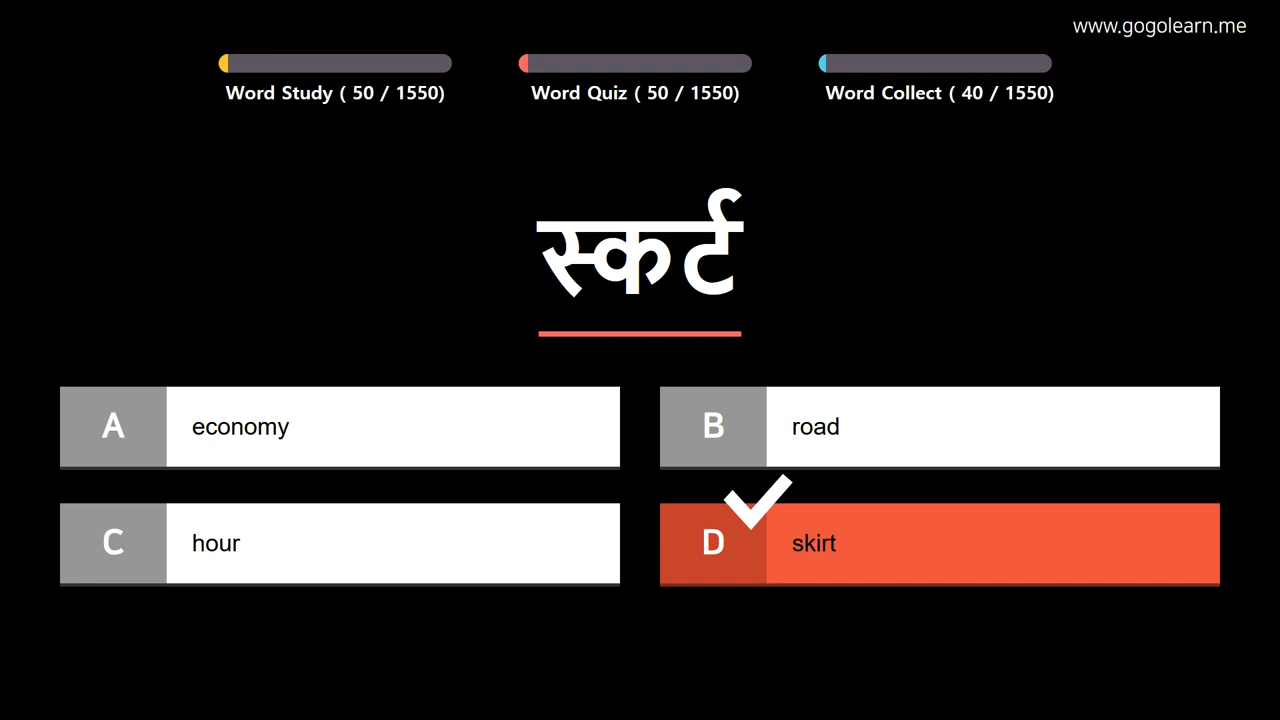 www.gogolearn.me
Word Study ( 50 / 1550)
Word Quiz ( 50 / 1550)
Word Collect ( 40 / 1550)
स्कर्ट
A economy
B road
C hour
D skirt